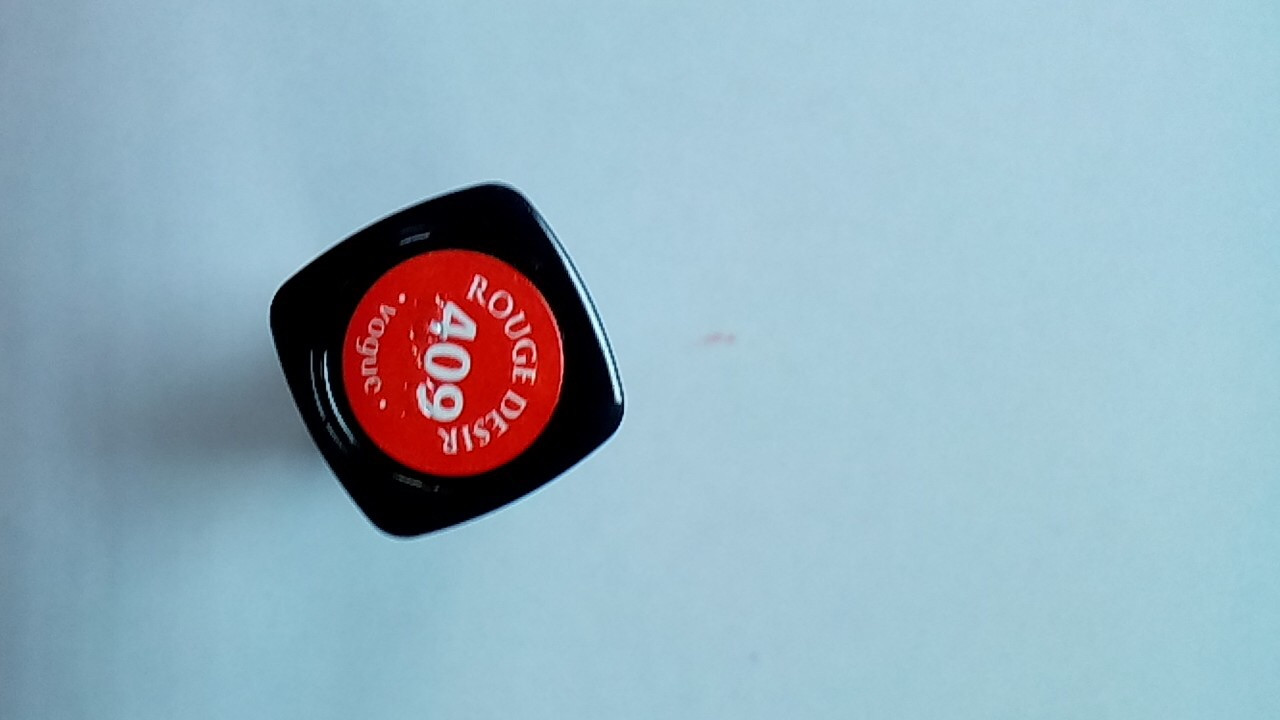 ROUGE DESIR
409
• vogue •